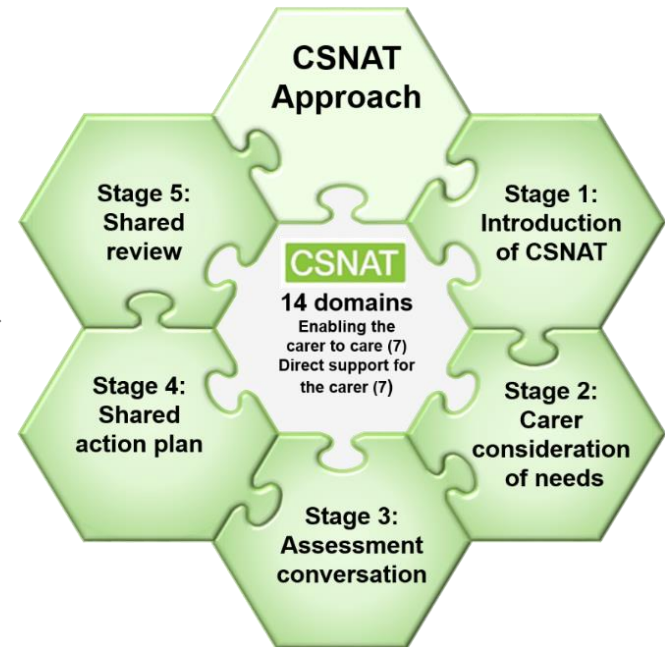 CSNAT
Approach
Stage 1:
Introduction
of CSNAT
Stage 2:
Carer
consideration
of needs
Stage 3:
Assessment
conversation
Stage 4:
Shared
action plan
Stage 5:
Shared
review
CSNAT
14 domains
Enabling the
carer to care (7)
Direct support for
the carer (7)